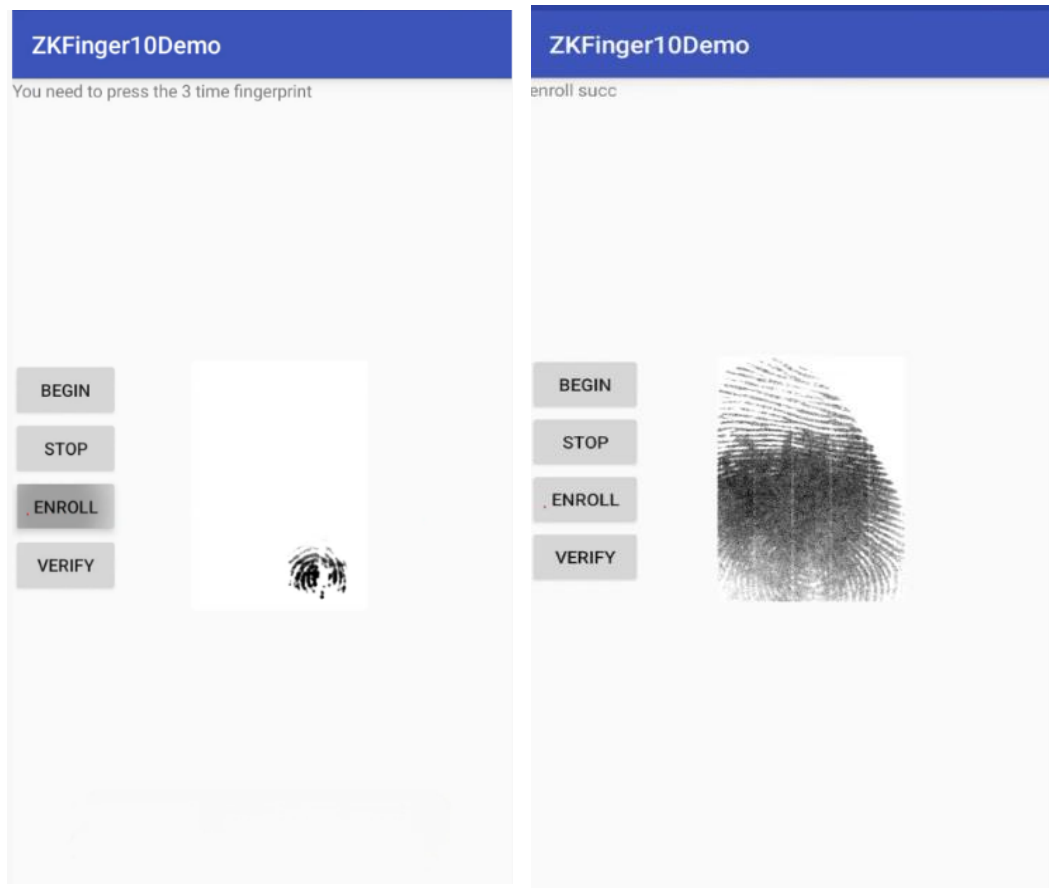 ZKFinger10Demo
You need to press the 3 time fingerprint
BEGIN
STOP
ENROLL
VERIFY
ZKFinger10Demo
enroll succ
BEGIN
STOP
ENROLL
VERIFY